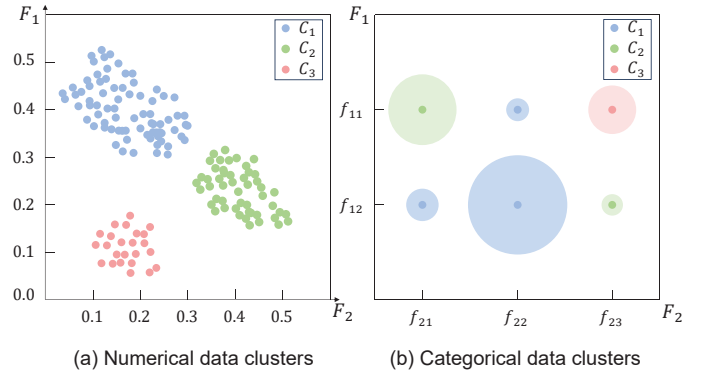 F₁
C₁
C₂
C₃
0.5
0.4
0.3
0.2
0.1
0.0
0.1 0.2 0.3 0.4 0.5
F₂
(a) Numerical data clusters
F₁
C₁
C₂
C₃
f₁₁
f₁₂
f₂₁ f₂₂ f₂₃
F₂
(b) Categorical data clusters